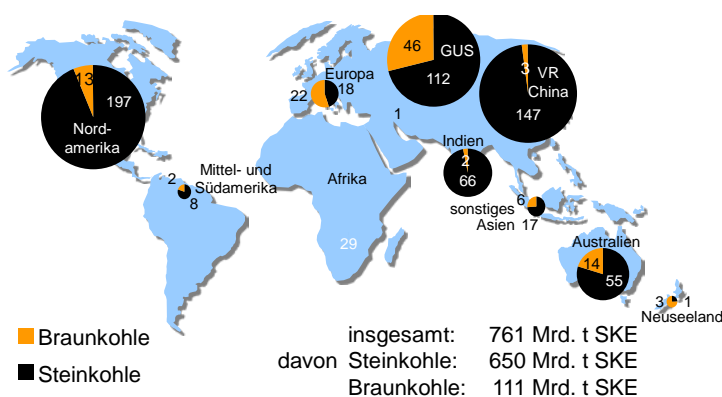 46
GUS
112
3
VR
China
147
13
197
Nord-
amerika
Europa
22
18
1
Indien
2
66
Mittel- und
Südamerika
2
8
Afrika
29
6
sonstiges
Asien
17
Australien
14
55
3
1
Neuseeland
Braunkohle
Steinkohle
insgesamt: 761 Mrd. t SKE
davon Steinkohle: 650 Mrd. t SKE
Braunkohle: 111 Mrd. t SKE